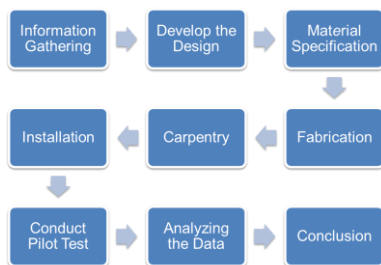 Information
Gathering
Develop the
Design
Material
Specification
Installation
Carpentry
Fabrication
Conduct
Pilot Test
Analyzing
the Data
Conclusion